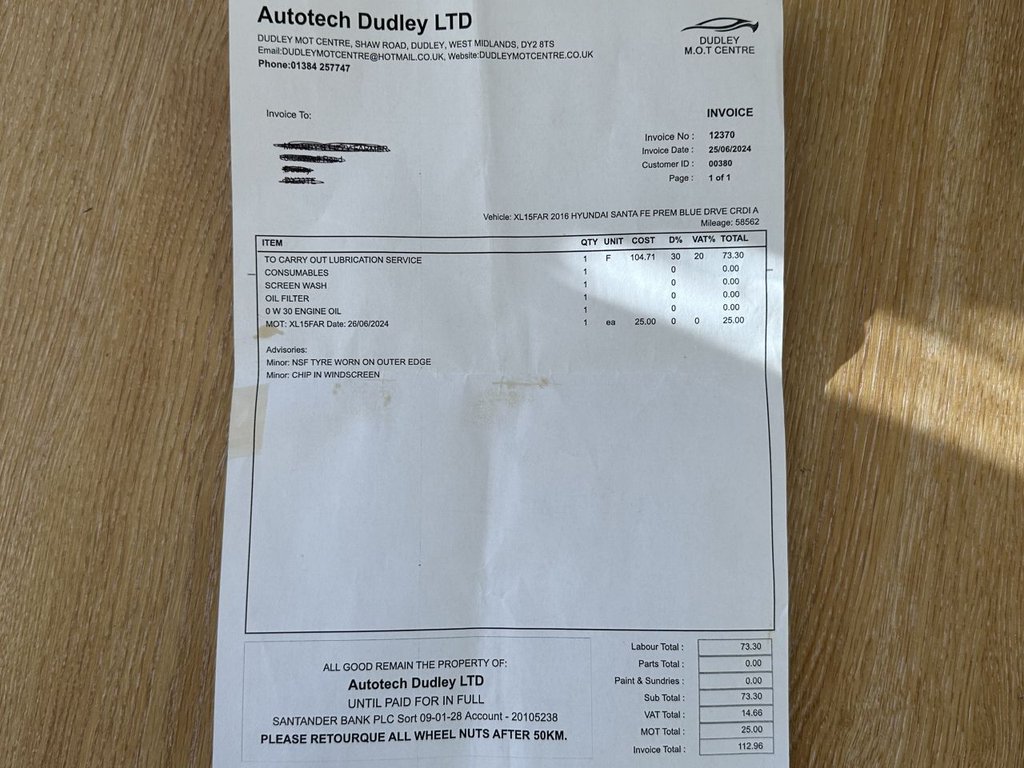 Autotech Dudley LTD
DUDLEY MOT CENTRE, SHAW ROAD, DUDLEY, WEST MIDLANDS, DY2 8TS
Email:DUDLEYMOTCENTRE@HOTMAIL.CO.UK, Website:DUDLEYMOTCENTRE.CO.UK
Phone:01384 257747
DUDLEY
M.O.T CENTRE
Invoice To:
INVOICE
Invoice No : 12370
Invoice Date : 25/06/2024
Customer ID : 00380
Page : 1 of 1
Vehicle: XL15FAR 2016 HYUNDAI SANTA FE PREM BLUE DRVE CRDI A
Mileage: 58562
ITEM QTY UNIT COST D% VAT% TOTAL
TO CARRY OUT LUBRICATION SERVICE 1 F 104.71 30 20 73.30
CONSUMABLES 1 0 0.00
SCREEN WASH 1 0 0.00
OIL FILTER 1 0 0.00
0 W 30 ENGINE OIL 1 0 0.00
MOT: XL15FAR Date: 26/06/2024 1 ea 25.00 0 0 25.00
Advisories:
Minor: NSF TYRE WORN ON OUTER EDGE
Minor: CHIP IN WINDSCREEN
ALL GOOD REMAIN THE PROPERTY OF:
Autotech Dudley LTD
UNTIL PAID FOR IN FULL
SANTANDER BANK PLC Sort 09-01-28 Account - 20105238
PLEASE RETOURQUE ALL WHEEL NUTS AFTER 50KM.
Labour Total : 73.30
Parts Total : 0.00
Paint & Sundries : 0.00
Sub Total : 73.30
VAT Total : 14.66
MOT Total : 25.00
Invoice Total : 112.96